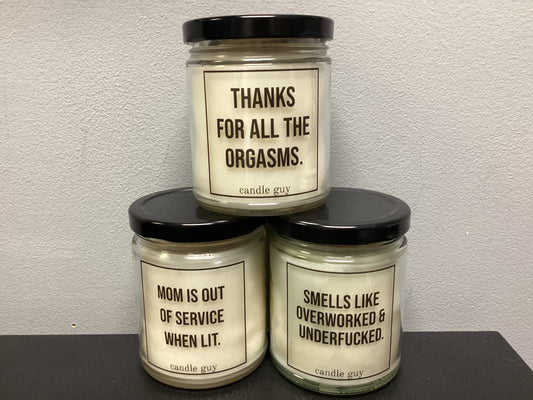 THANKS
FOR ALL THE
ORGASMS.
candle guy
MOM IS OUT
OF SERVICE
WHEN LIT.
candle guy
SMELLS LIKE
OVERWORKED &
UNDERFUCKED.
candle guy